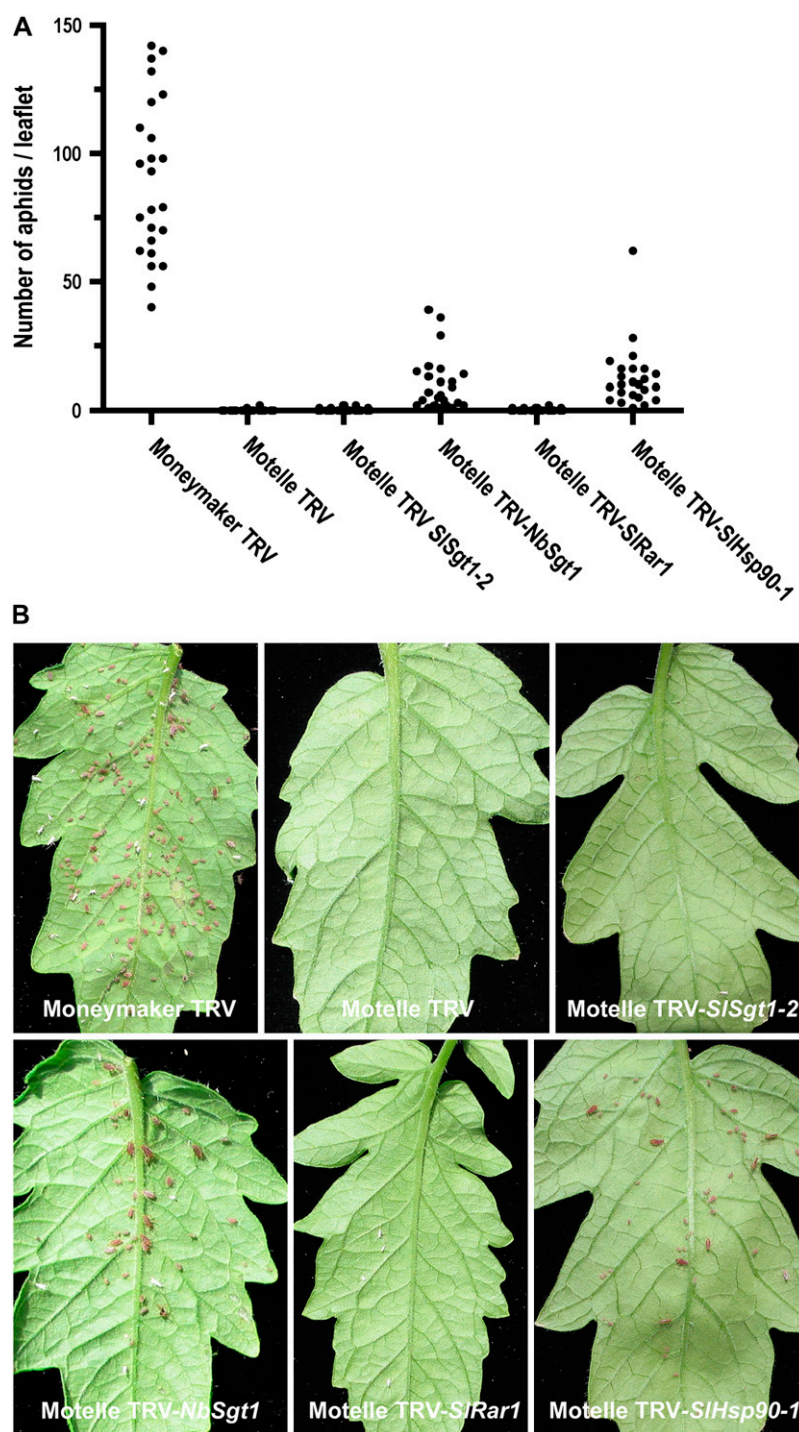 A
150
100
50
0
Number of aphids / leaflet
Moneymaker TRV
Motelle TRV
Motelle TRV SlSgt1-2
Motelle TRV-NbSgt1
Motelle TRV-SlRar1
Motelle TRV-SlHsp90-1
B
Moneymaker TRV
Motelle TRV
Motelle TRV-SlSgt1-2
Motelle TRV-NbSgt1
Motelle TRV-SlRar1
Motelle TRV-SlHsp90-1